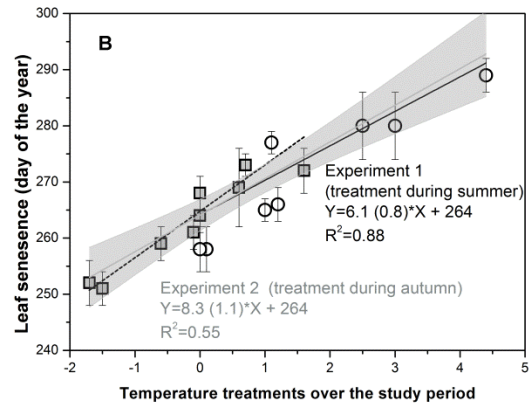 B
300
290
280
270
260
250
240
Leaf senesence (day of the year)
Experiment 1
(treatment during summer)
Y=6.1 (0.8)*X + 264
R²=0.88
Experiment 2 (treatment during autumn)
Y=8.3 (1.1)*X + 264
R²=0.55
-2 -1 0 1 2 3 4 5
Temperature treatments over the study period